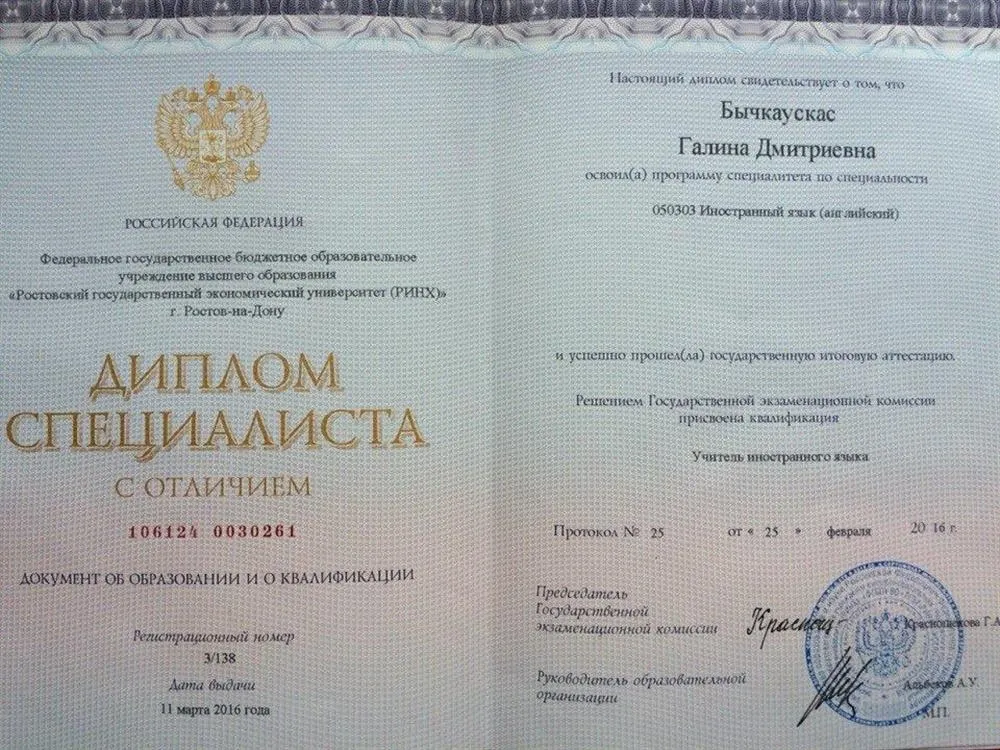 РОССИЙСКАЯ ФЕДЕРАЦИЯ
Федеральное государственное бюджетное образовательное
учреждение высшего образования
«Ростовский государственный экономический университет (РИНХ)»
г. Ростов-на-Дону
ДИПЛОМ
СПЕЦИАЛИСТА
С ОТЛИЧИЕМ
106124 0030261
ДОКУМЕНТ ОБ ОБРАЗОВАНИИ И О КВАЛИФИКАЦИИ
Регистрационный номер
3/138
Дата выдачи
11 марта 2016 года
Настоящий диплом свидетельствует о том, что
Бычкаускас
Галина Дмитриевна
освоил(а) программу специалитета по специальности
050303 Иностранный язык (английский)
и успешно прошел(ла) государственную итоговую аттестацию.
Решением Государственной экзаменационной комиссии
присвоена квалификация
Учитель иностранного языка
Протокол № 25 от « 25 » февраля 20 16 г.
Председатель
Государственной
экзаменационной комиссии
Краснощекова Г.А
Руководитель образовательной
организации
Альбеков А.У.
М.П.